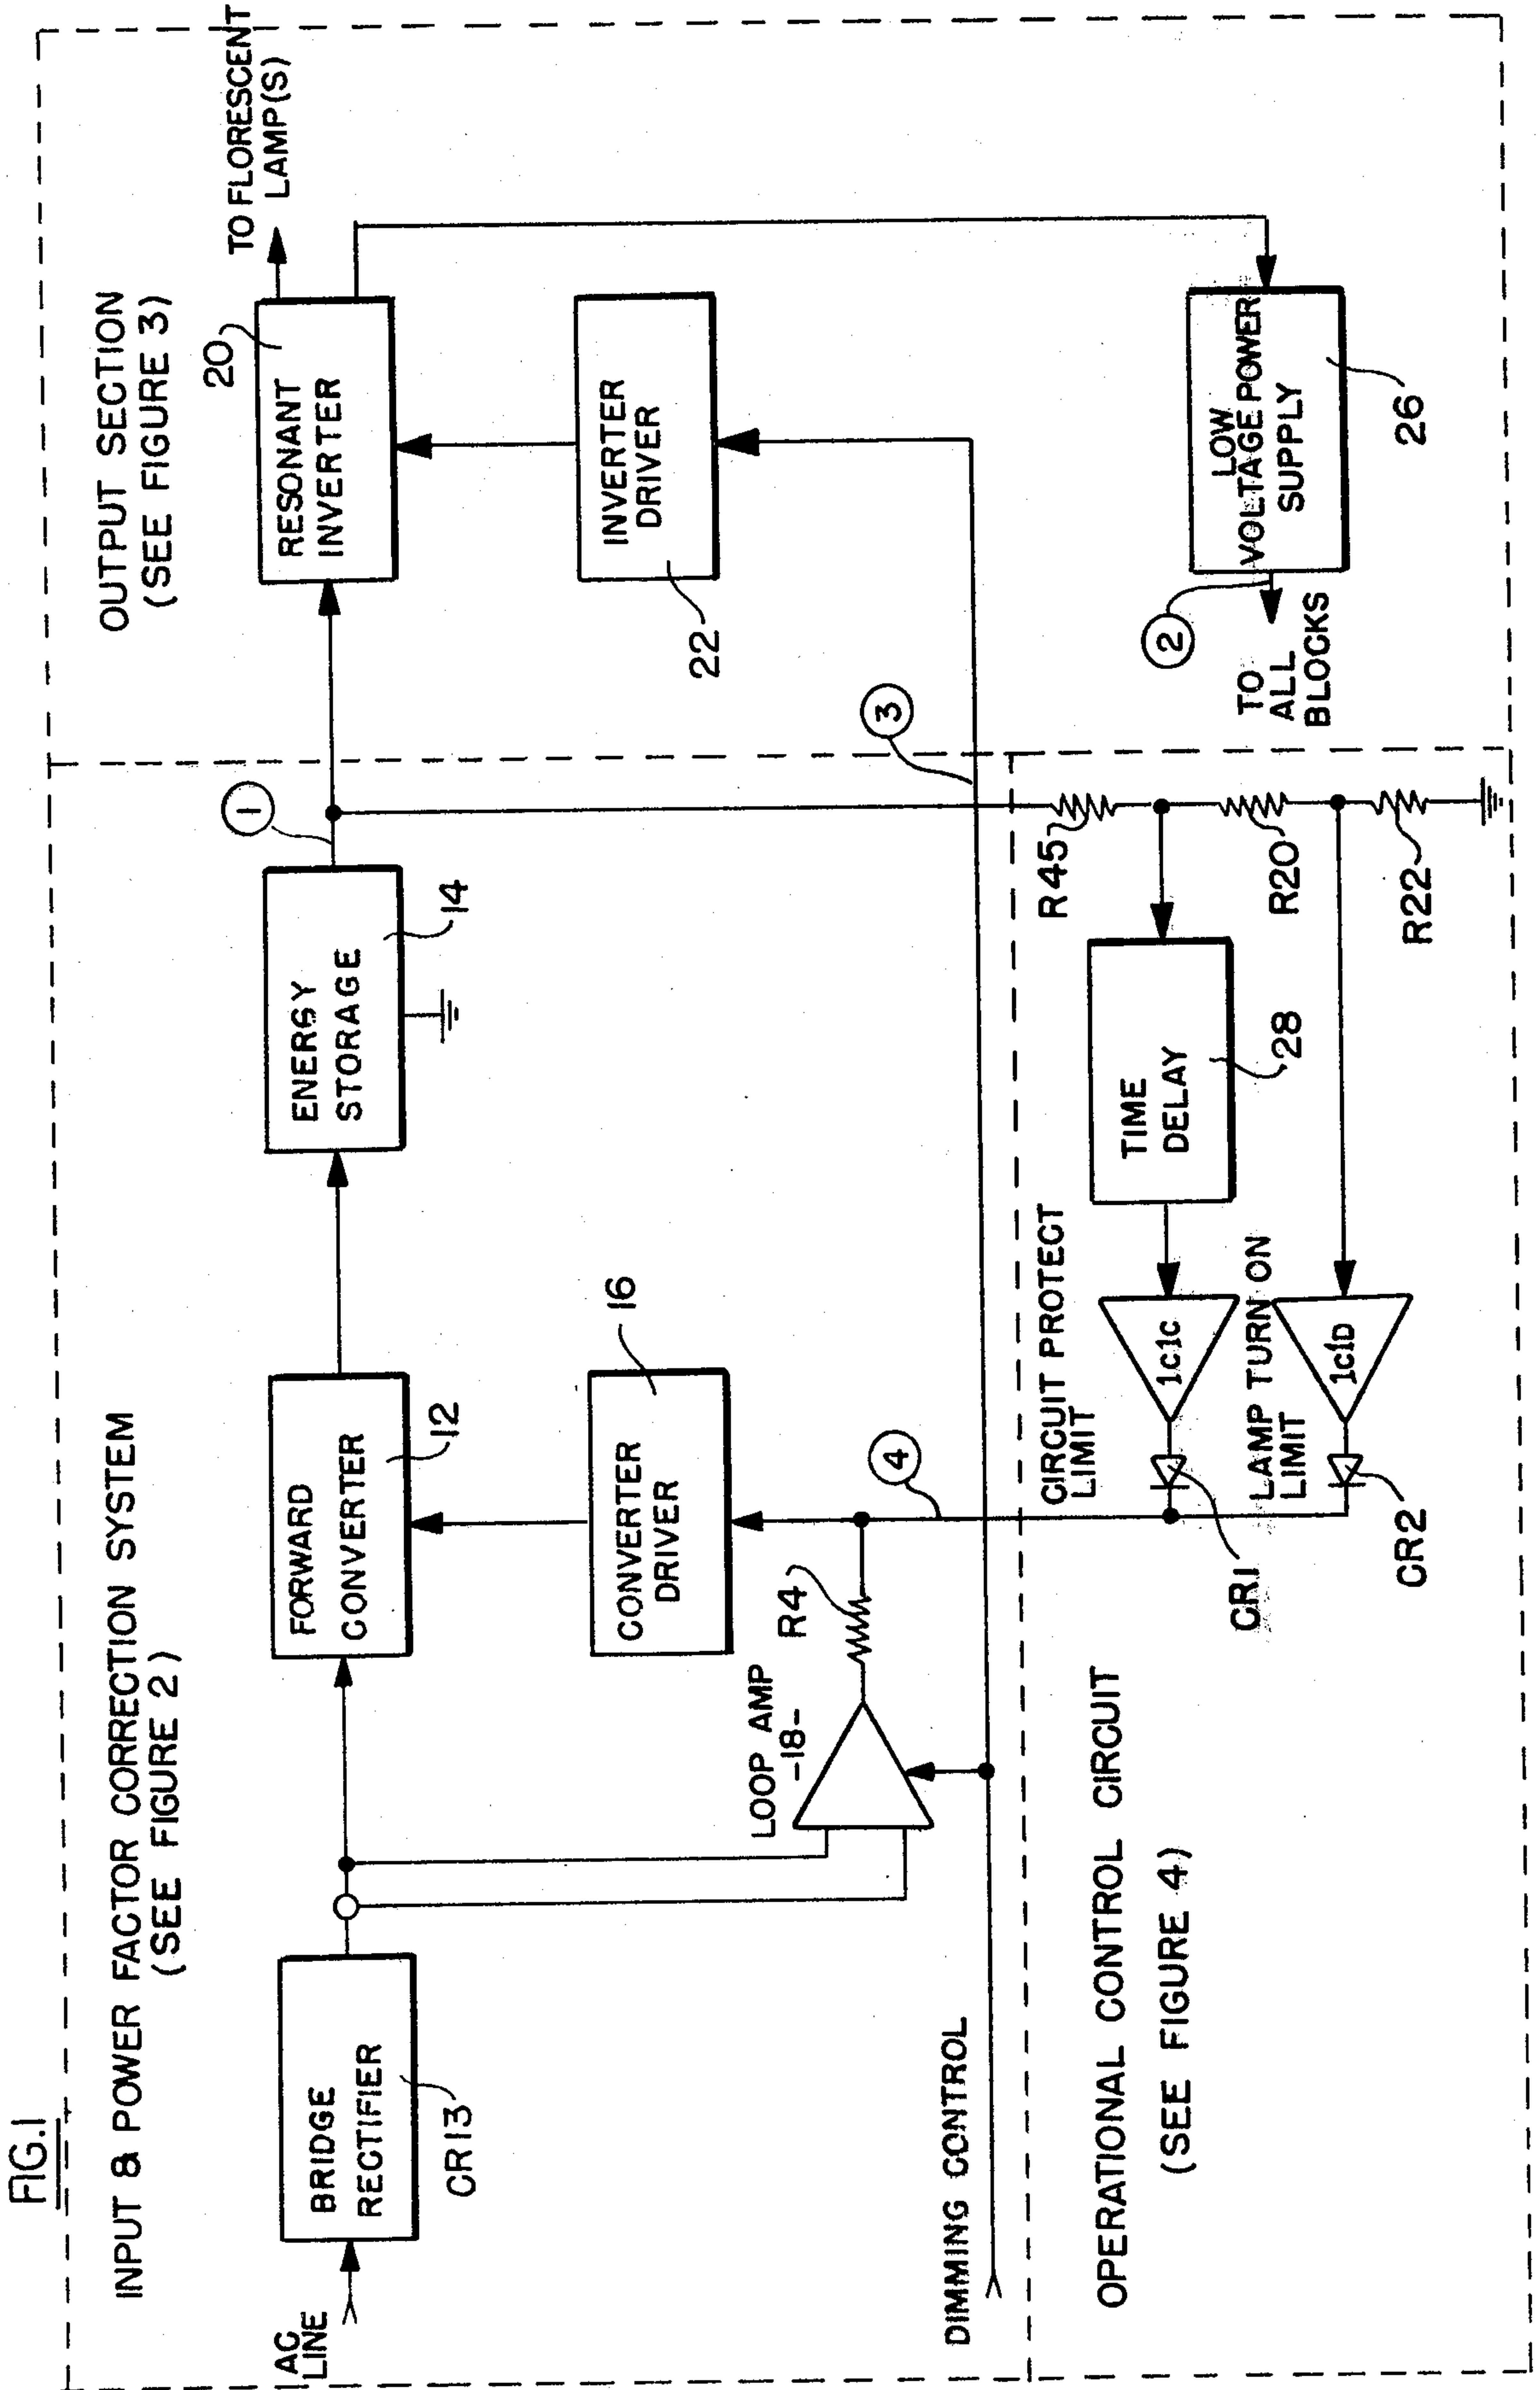 FIG.1
INPUT & POWER FACTOR CORRECTION SYSTEM
(SEE FIGURE 2)
OUTPUT SECTION
(SEE FIGURE 3)
AC
LINE
BRIDGE
RECTIFIER
CR13
FORWARD
CONVERTER
12
ENERGY
STORAGE
14
1
RESONANT
INVERTER
20
TO FLORESCENT
LAMP(S)
CONVERTER
DRIVER
16
INVERTER
DRIVER
22
LOOP AMP
-18-
R4
4
3
DIMMING CONTROL
OPERATIONAL CONTROL CIRCUIT
(SEE FIGURE 4)
CIRCUIT PROTECT
LIMIT
1c1c
CR1
TIME
DELAY
28
R45
R20
R22
LAMP TURN ON
LIMIT
1c1D
CR2
LOW
VOLTAGE POWER
SUPPLY
26
2
TO
ALL
BLOCKS